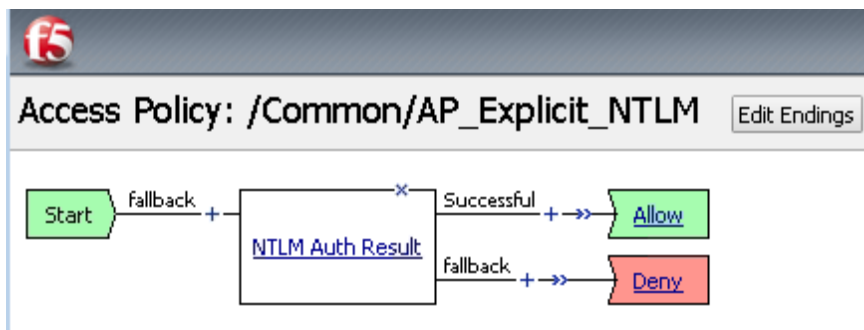 f5
Access Policy: /Common/AP_Explicit_NTLM
Edit Endings
Start
fallback
+
×
NTLM Auth Result
Successful
+
Allow
fallback
+
Deny